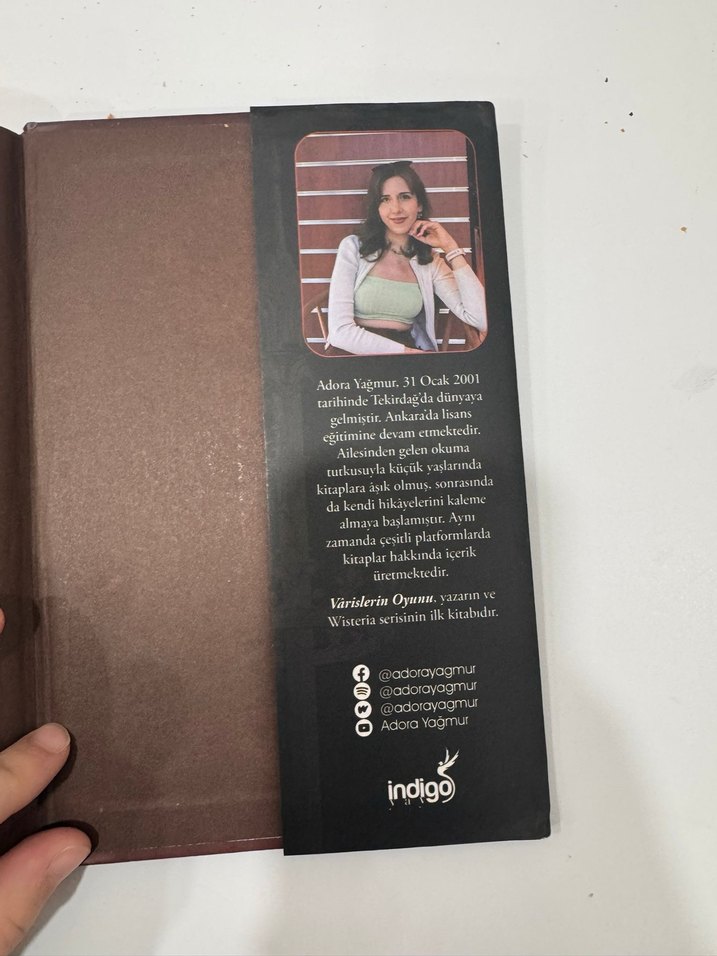 Adora Yağmur, 31 Ocak 2001
tarihinde Tekirdağ'da dünyaya
gelmiştir. Ankara'da lisans
eğitimine devam etmektedir.
Ailesinden gelen okuma
tutkusuyla küçük yaşlarında
kitaplara âşık olmuş, sonrasında
da kendi hikâyelerini kaleme
almaya başlamıştır. Aynı
zamanda çeşitli platformlarda
kitaplar hakkında içerik
üretmektedir.
Vârislerin Oyunu, yazarın ve
Wisteria serisinin ilk kitabıdır.
@adorayagmur
@adorayagmur
@adorayagmur
Adora Yağmur
indigo